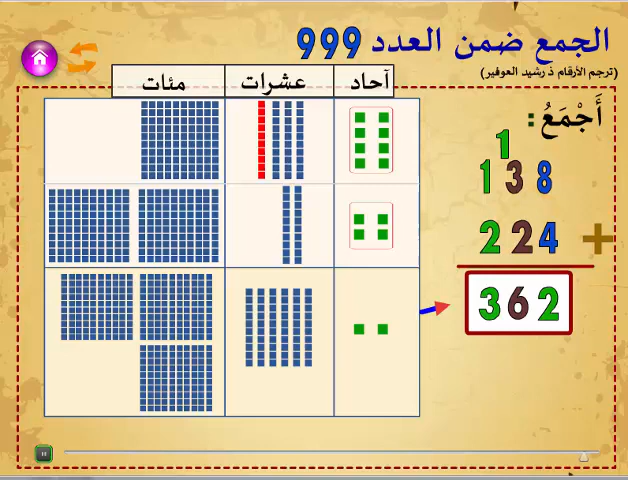 الجمع ضمن العدد 999
(ترجم الأرقام ذ رشيد العوفير)
آحاد عشرات مئات
أَجْمَعُ :
1
138
224 +
362